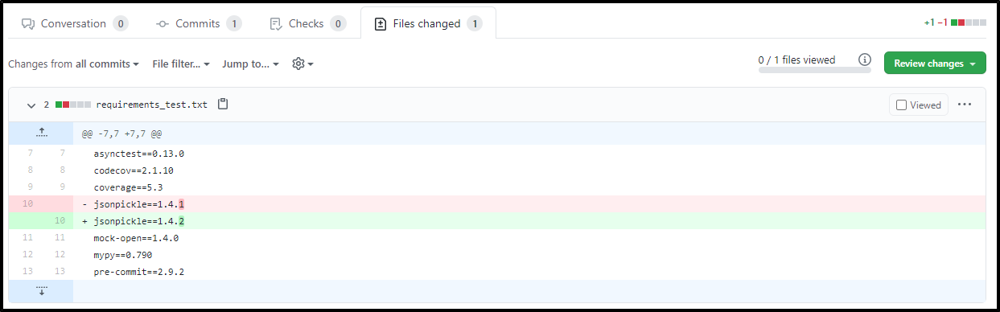 Conversation 0 Commits 1 Checks 0 Files changed 1 +1 −1
Changes from all commits File filter... Jump to... 0 / 1 files viewed Review changes
2 requirements_test.txt Viewed
@@ -7,7 +7,7 @@
7 7 asynctest==0.13.0
8 8 codecov==2.1.10
9 9 coverage==5.3
10 - jsonpickle==1.4.1
10 + jsonpickle==1.4.2
11 11 mock-open==1.4.0
12 12 mypy==0.790
13 13 pre-commit==2.9.2